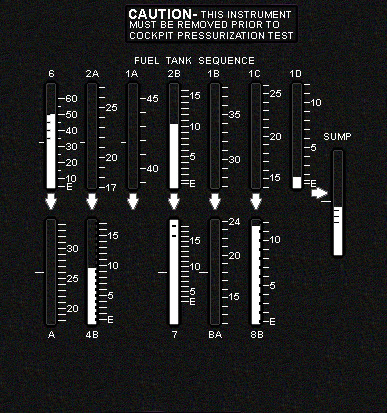 CAUTION- THIS INSTRUMENT
MUST BE REMOVED PRIOR TO
COCKPIT PRESSURIZATION TEST
FUEL TANK SEQUENCE
6 2A 1A 2B 1B 1C 1D
60 50 40 30 20 10 E
25 20 17
45 40
15 10 5 E
35 30
25 20 15
10 5 E
SUMP
30 25 20
15 10 5 E
15 10 5 E
24 20 15
10 5 E
A 4B 7 BA 8B